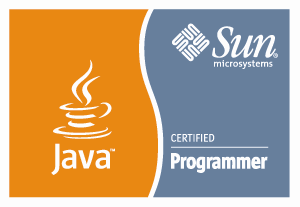 Sun®
microsystems
Java™
CERTIFIED
Programmer